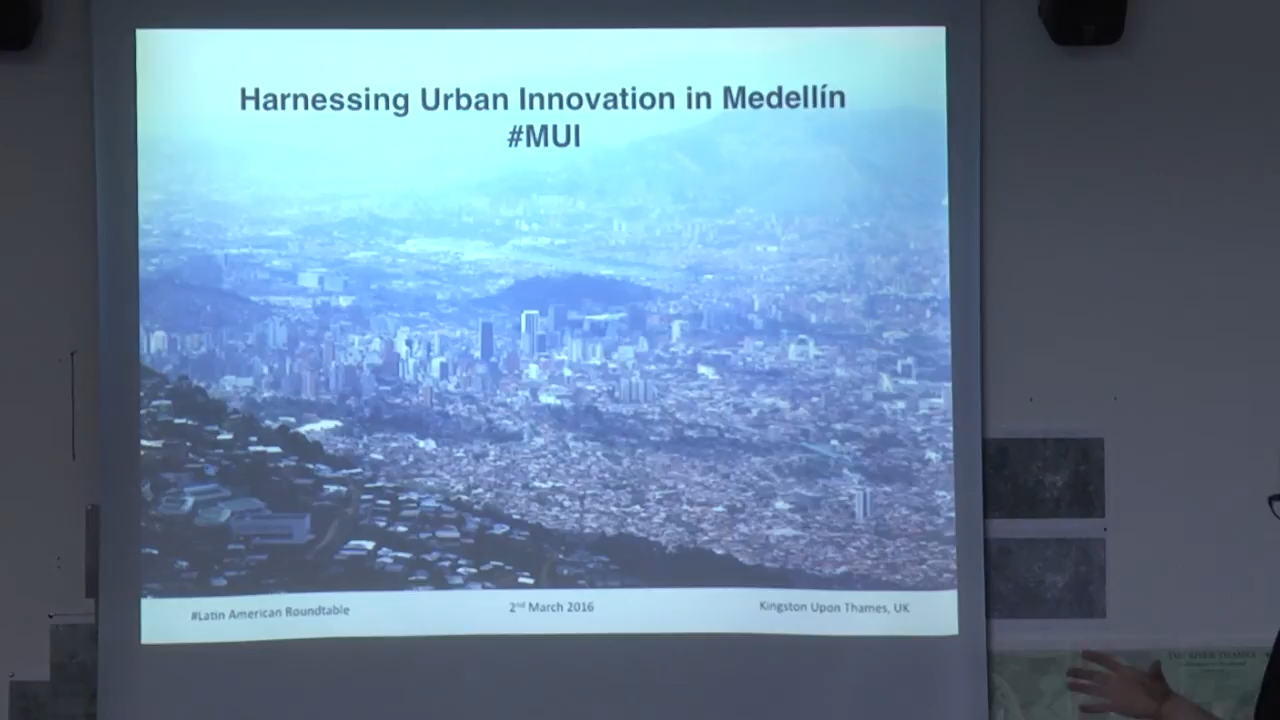 Harnessing Urban Innovation in Medellín
#MUI
#Latin American Roundtable
2nd March 2016
Kingston Upon Thames, UK